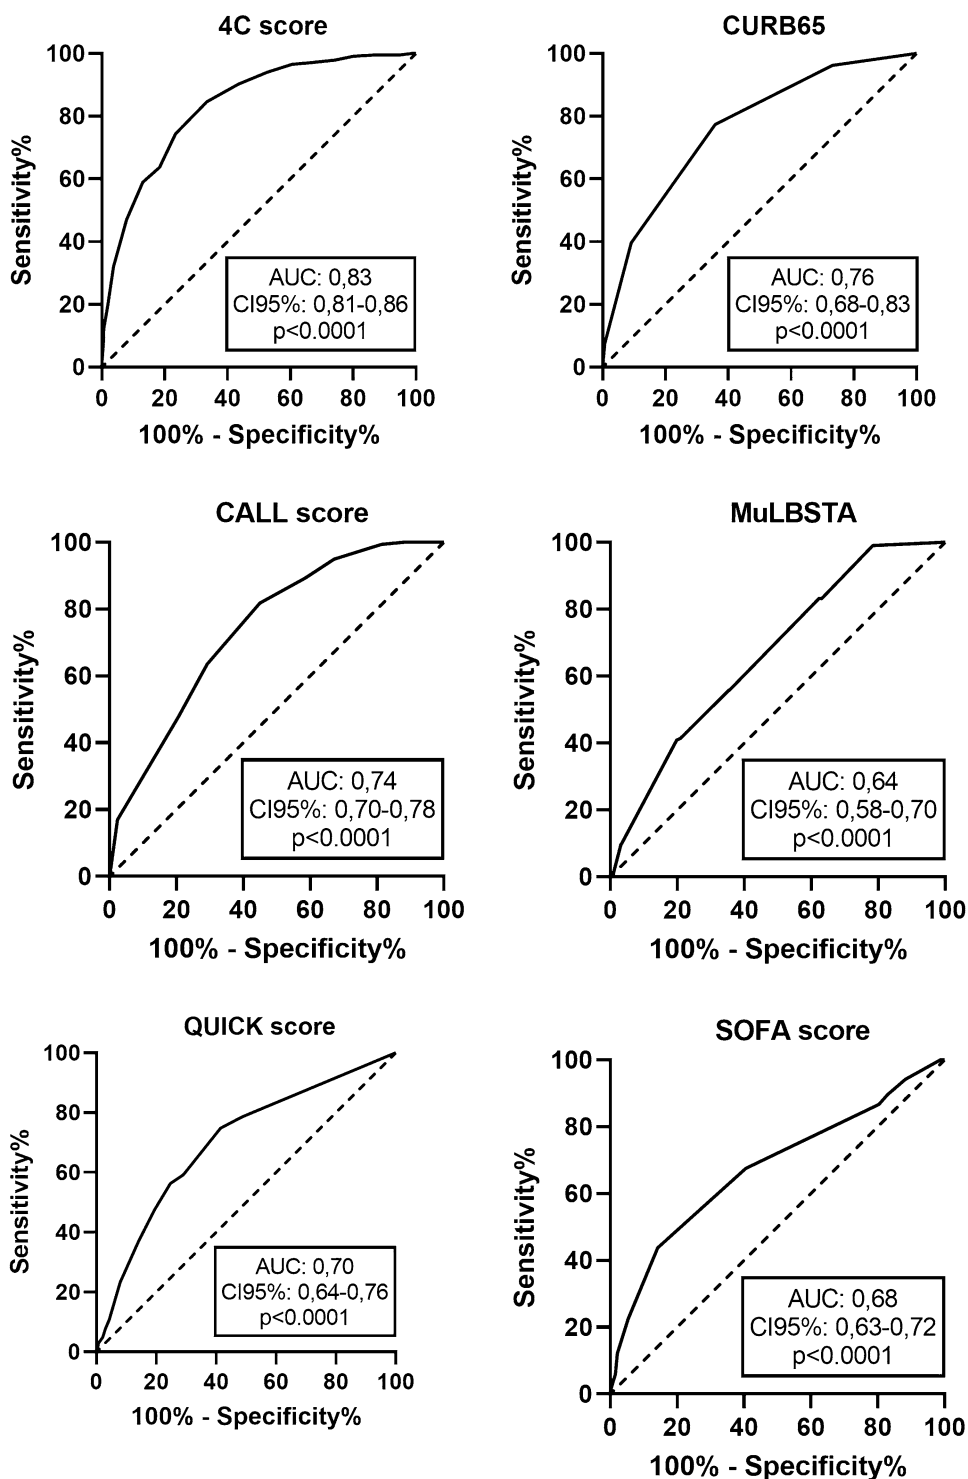 4C score
100
80
60
40
20
0
Sensitivity%
AUC: 0,83
CI95%: 0,81-0,86
p<0.0001
0 20 40 60 80 100
100% - Specificity%
CURB65
100
80
60
40
20
0
Sensitivity%
AUC: 0,76
CI95%: 0,68-0,83
p<0.0001
0 20 40 60 80 100
100% - Specificity%
CALL score
100
80
60
40
20
0
Sensitivity%
AUC: 0,74
CI95%: 0,70-0,78
p<0.0001
0 20 40 60 80 100
100% - Specificity%
MuLBSTA
100
80
60
40
20
0
Sensitivity%
AUC: 0,64
CI95%: 0,58-0,70
p<0.0001
0 20 40 60 80 100
100% - Specificity%
QUICK score
100
80
60
40
20
0
Sensitivity%
AUC: 0,70
CI95%: 0,64-0,76
p<0.0001
0 20 40 60 80 100
100% - Specificity%
SOFA score
100
80
60
40
20
0
Sensitivity%
AUC: 0,68
CI95%: 0,63-0,72
p<0.0001
0 20 40 60 80 100
100% - Specificity%